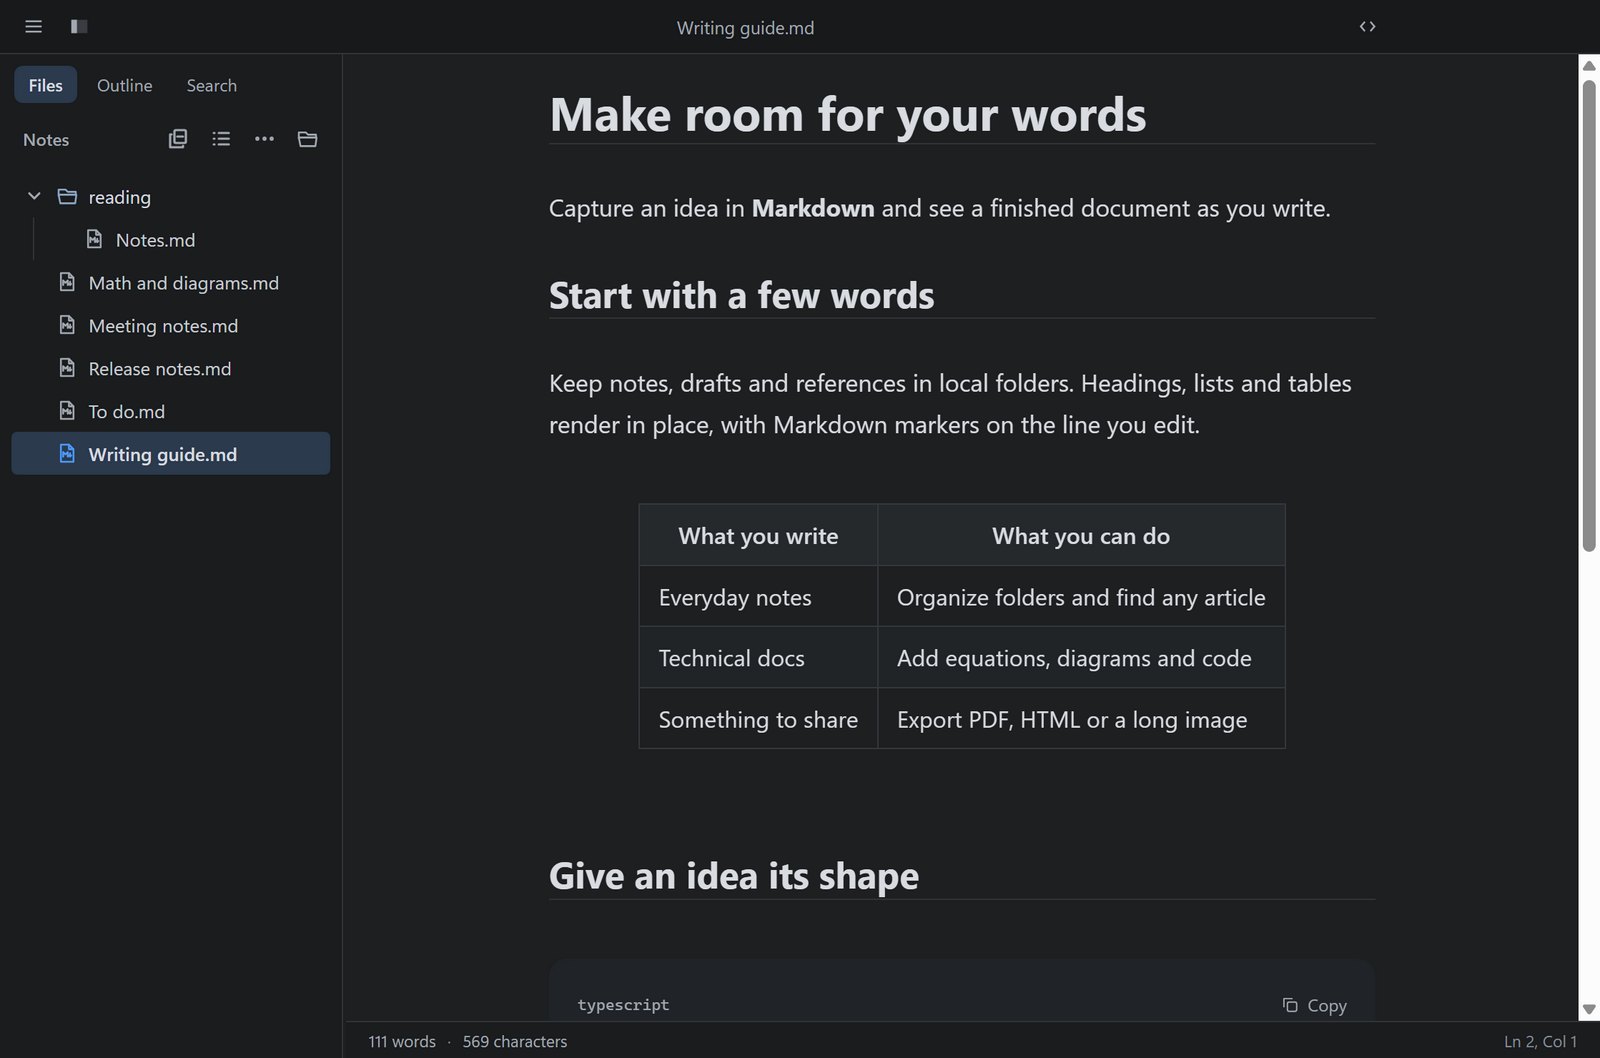 Writing guide.md
Files
Outline
Search
Notes
reading
Notes.md
Math and diagrams.md
Meeting notes.md
Release notes.md
To do.md
Writing guide.md
Make room for your words
Capture an idea in Markdown and see a finished document as you write.
Start with a few words
Keep notes, drafts and references in local folders. Headings, lists and tables
render in place, with Markdown markers on the line you edit.
What you write
What you can do
Everyday notes
Organize folders and find any article
Technical docs
Add equations, diagrams and code
Something to share
Export PDF, HTML or a long image
Give an idea its shape
typescript
Copy
111 words · 569 characters
Ln 2, Col 1